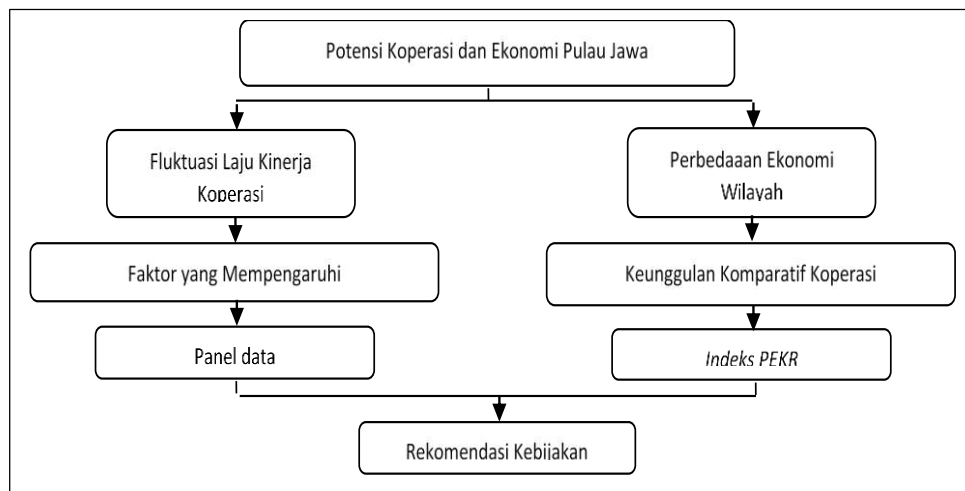 Potensi Koperasi dan Ekonomi Pulau Jawa
Fluktuasi Laju Kinerja
Koperasi
Perbedaaan Ekonomi
Wilayah
Faktor yang Mempengaruhi
Keunggulan Komparatif Koperasi
Panel data
Indeks PEKR
Rekomendasi Kebijakan